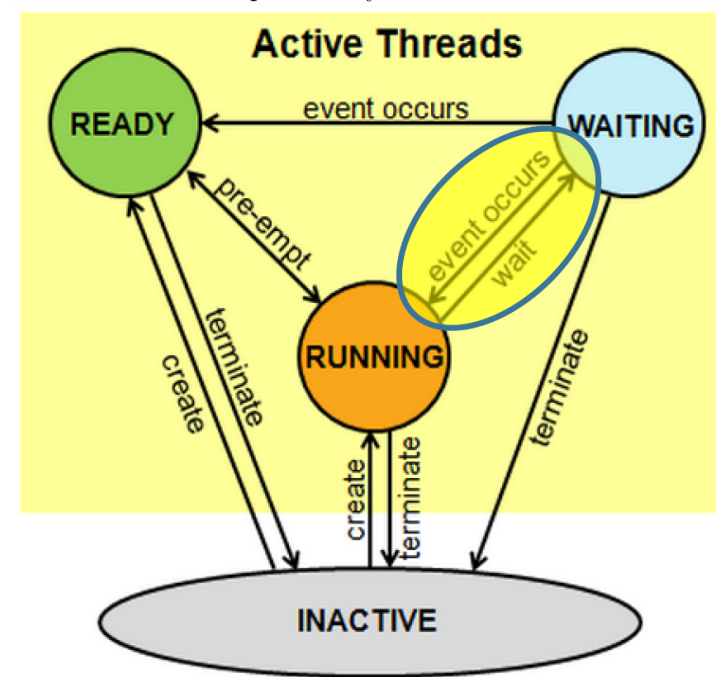 Active Threads
READY
event occurs
WAITING
pre-empt
event occurs
wait
RUNNING
create
terminate
create
terminate
terminate
INACTIVE